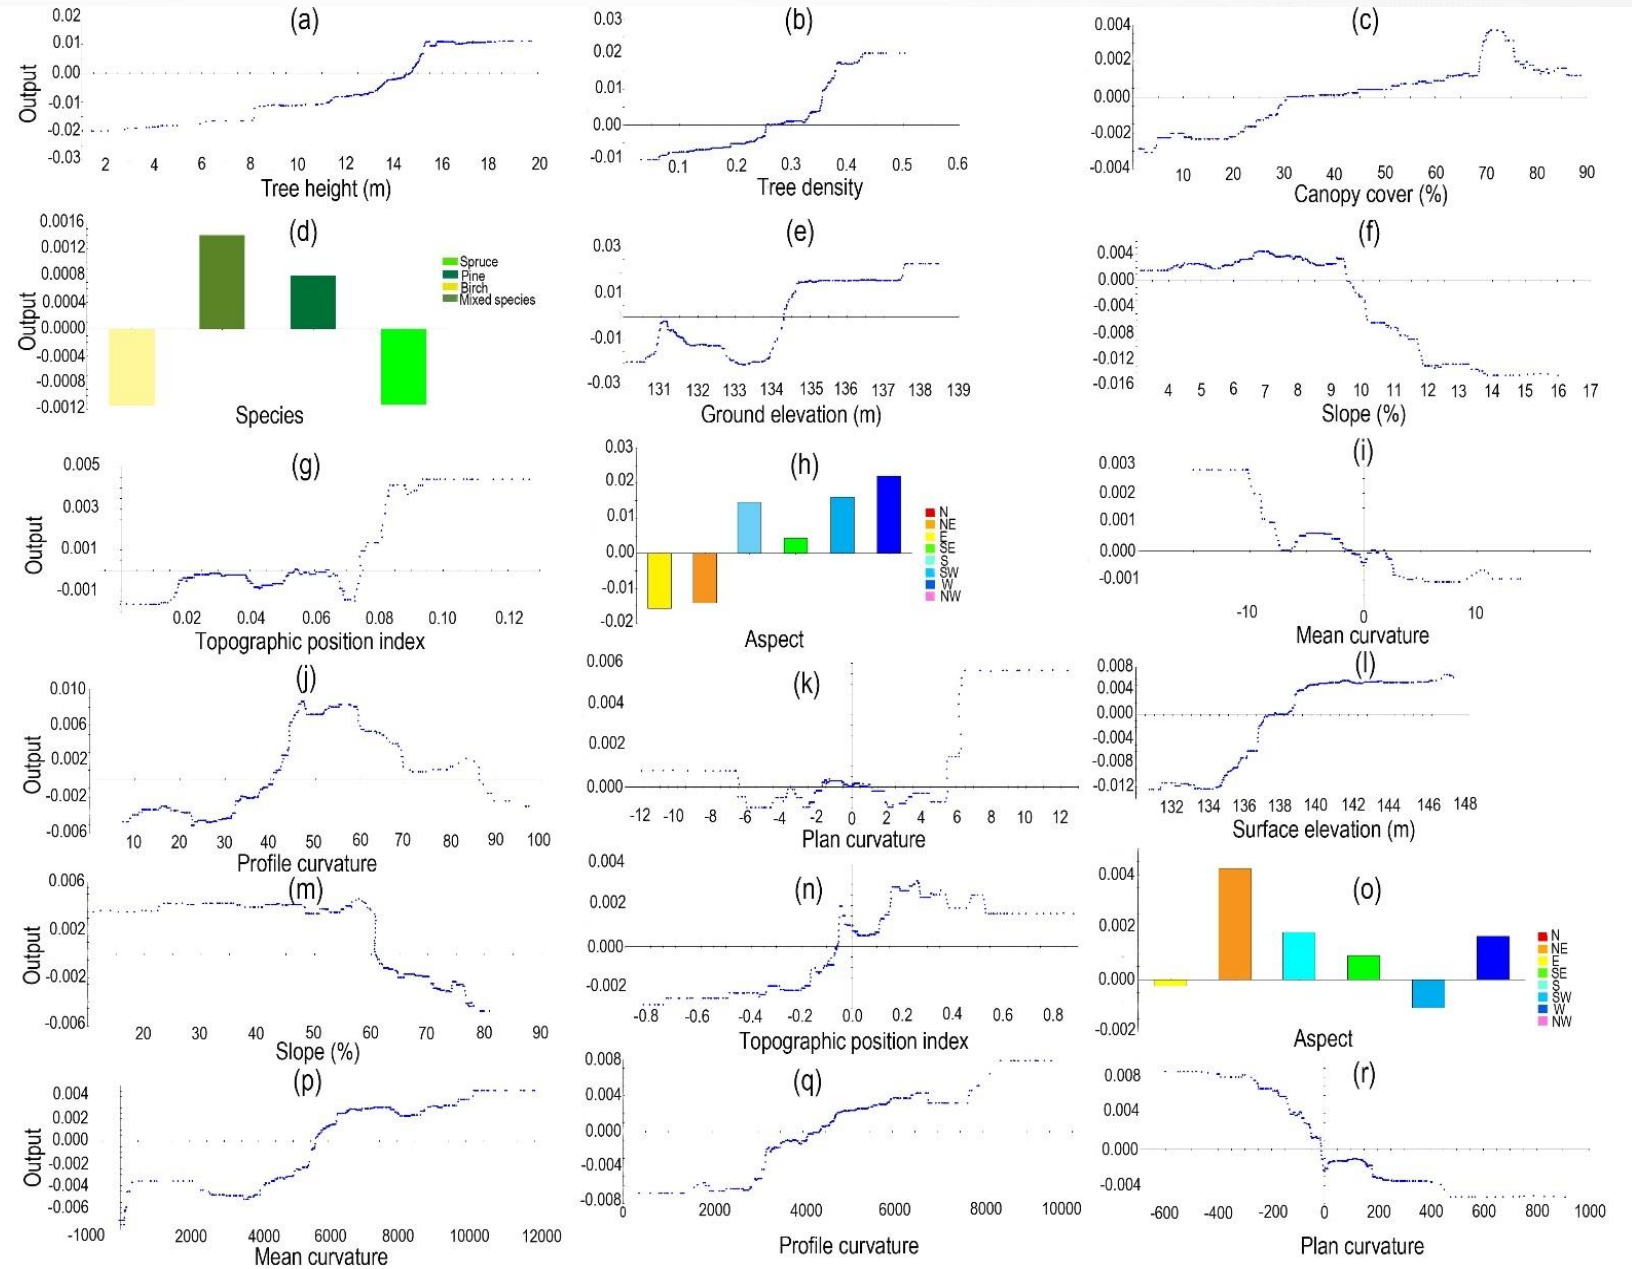 (a)
Output
0.02
0.01
0.00
-0.01
-0.02
-0.03
2 4 6 8 10 12 14 16 18 20
Tree height (m)
(b)
0.03
0.02
0.01
0.00
-0.01
0.1 0.2 0.3 0.4 0.5 0.6
Tree density
(c)
0.004
0.002
0.000
-0.002
-0.004
10 20 30 40 50 60 70 80 90
Canopy cover (%)
(d)
Output
0.0016
0.0012
0.0008
0.0004
0.0000
-0.0004
-0.0008
-0.0012
Spruce
Pine
Birch
Mixed species
Species
(e)
0.03
0.01
-0.01
-0.03
131 132 133 134 135 136 137 138 139
Ground elevation (m)
(f)
0.004
0.000
-0.004
-0.008
-0.012
-0.016
4 5 6 7 8 9 10 11 12 13 14 15 16 17
Slope (%)
(g)
Output
0.005
0.003
0.001
-0.001
0.02 0.04 0.06 0.08 0.10 0.12
Topographic position index
(h)
0.03
0.02
0.01
0.00
-0.01
-0.02
N
NE
E
SE
S
SW
W
NW
Aspect
(i)
0.003
0.002
0.001
0.000
-0.001
-10 0 10
Mean curvature
(j)
Output
0.010
0.006
0.002
-0.002
-0.006
10 20 30 40 50 60 70 80 90 100
Profile curvature
(k)
0.006
0.004
0.002
0.000
-12 -10 -8 -6 -4 -2 0 2 4 6 8 10 12
Plan curvature
(l)
0.008
0.004
0.000
-0.004
-0.008
-0.012
132 134 136 138 140 142 144 146 148
Surface elevation (m)
(m)
Output
0.006
0.002
-0.002
-0.006
20 30 40 50 60 70 80 90
Slope (%)
(n)
0.004
0.002
0.000
-0.002
-0.8 -0.6 -0.4 -0.2 0.0 0.2 0.4 0.6 0.8
Topographic position index
(o)
0.004
0.002
0.000
-0.002
N
NE
E
SE
S
SW
W
NW
Aspect
(p)
Output
0.004
0.002
0.000
-0.002
-0.004
-0.006
-1000 2000 4000 6000 8000 10000 12000
Mean curvature
(q)
0.008
0.004
0.000
-0.004
-0.008
0 2000 4000 6000 8000 10000
Profile curvature
(r)
0.008
0.004
0.000
-0.004
-600 -400 -200 0 200 400 600 800 1000
Plan curvature